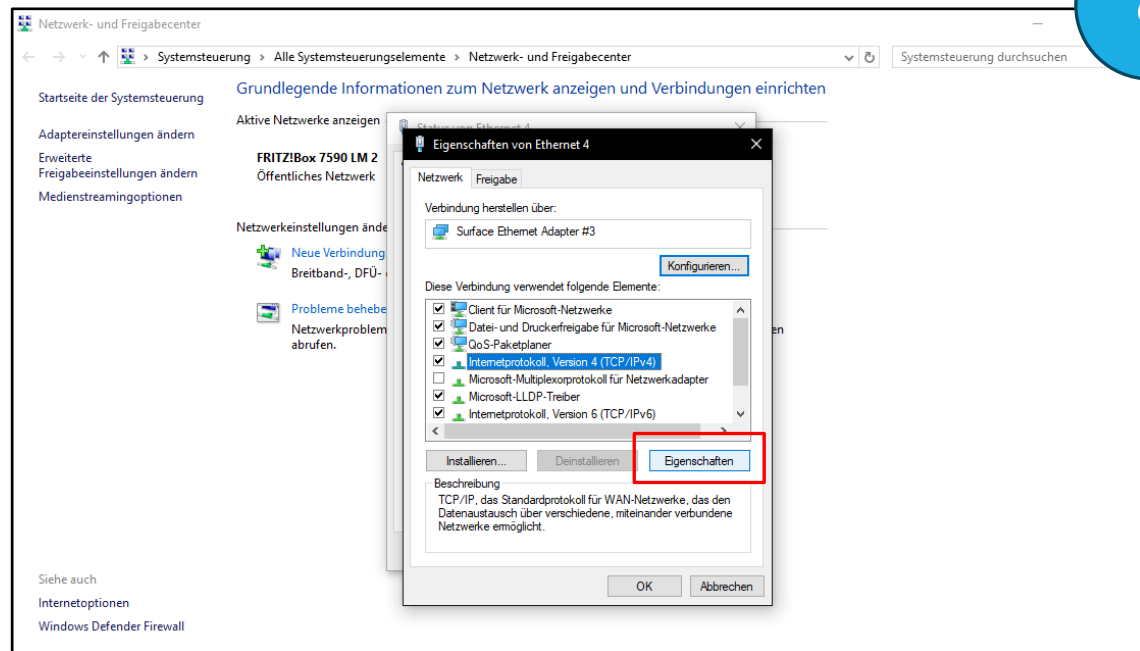 Netzwerk- und Freigabecenter
Systemsteuerung > Alle Systemsteuerungselemente > Netzwerk- und Freigabecenter
Systemsteuerung durchsuchen
Startseite der Systemsteuerung
Adaptereinstellungen ändern
Erweiterte
Freigabeeinstellungen ändern
Medienstreamingoptionen
Siehe auch
Internetoptionen
Windows Defender Firewall
Grundlegende Informationen zum Netzwerk anzeigen und Verbindungen einrichten
Aktive Netzwerke anzeigen
FRITZ!Box 7590 LM 2
Öffentliches Netzwerk
Netzwerkeinstellungen ände
Neue Verbindung
Breitband-, DFÜ-
Probleme behebe
Netzwerkproblem
en
abrufen.
Status von Ethernet 4
Eigenschaften von Ethernet 4
Netzwerk Freigabe
Verbindung herstellen über:
Surface Ethernet Adapter #3
Konfigurieren...
Diese Verbindung verwendet folgende Elemente:
Client für Microsoft-Netzwerke
Datei- und Druckerfreigabe für Microsoft-Netzwerke
QoS-Paketplaner
Internetprotokoll, Version 4 (TCP/IPv4)
Microsoft-Multiplexorprotokoll für Netzwerkadapter
Microsoft-LLDP-Treiber
Internetprotokoll, Version 6 (TCP/IPv6)
Installieren... Deinstallieren Eigenschaften
Beschreibung
TCP/IP, das Standardprotokoll für WAN-Netzwerke, das den
Datenaustausch über verschiedene, miteinander verbundene
Netzwerke ermöglicht.
OK Abbrechen